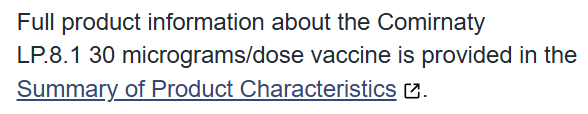 Full product information about the Comirnaty
LP.8.1 30 micrograms/dose vaccine is provided in the
Summary of Product Characteristics.